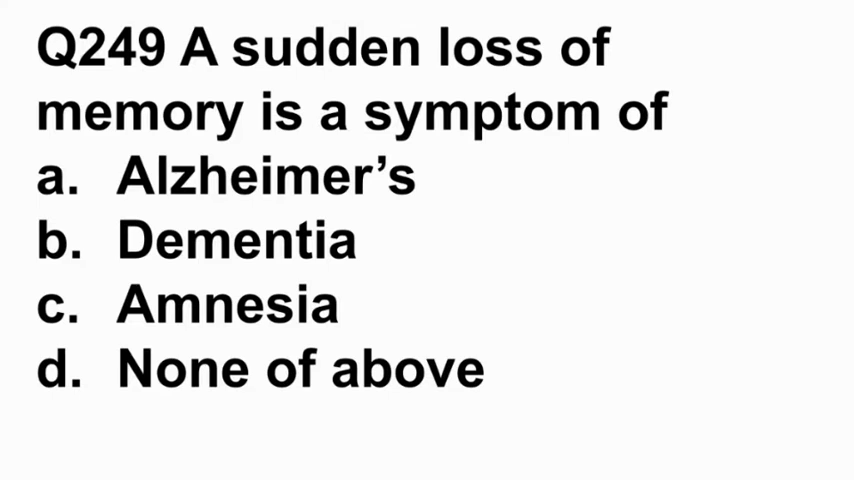 Q249 A sudden loss of
memory is a symptom of
a. Alzheimer’s
b. Dementia
c. Amnesia
d. None of above